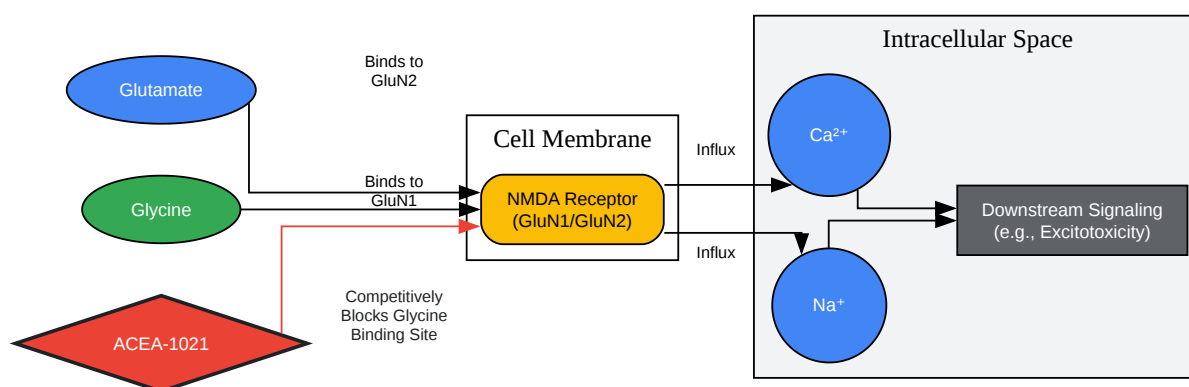 Intracellular Space
Binds to
GluN2
Glutamate
Ca²⁺
Cell Membrane
Influx
Binds to
GluN1
NMDA Receptor
(GluN1/GluN2)
Glycine
Downstream Signaling
(e.g., Excitotoxicity)
Influx
Competitively
Blocks Glycine
Binding Site
Na⁺
ACEA-1021